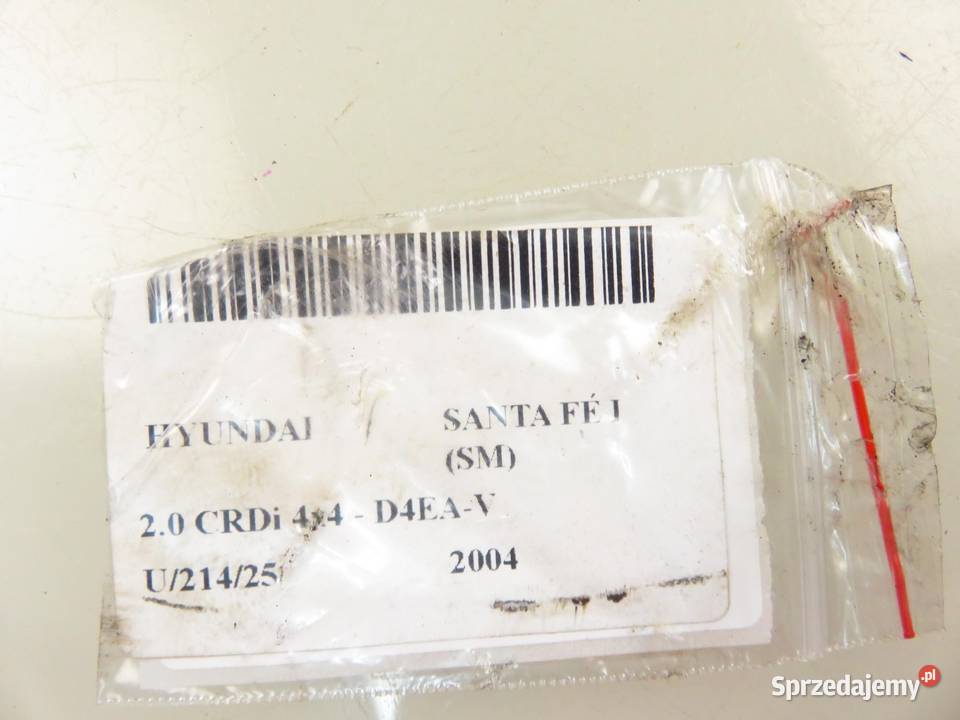 HYUNDAI SANTA FÉ I
(SM)
2.0 CRDi 4x4 - D4EA-V
U/214/25 2004
Sprzedajemy.pl